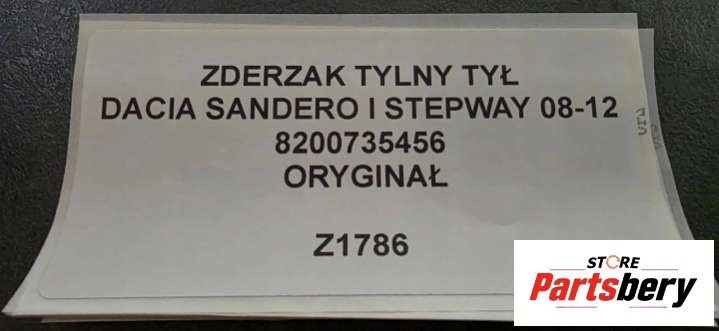 ZDERZAK TYLNY TYŁ
DACIA SANDERO I STEPWAY 08-12
8200735456
ORYGINAŁ
Z1786
STORE
Partsbery